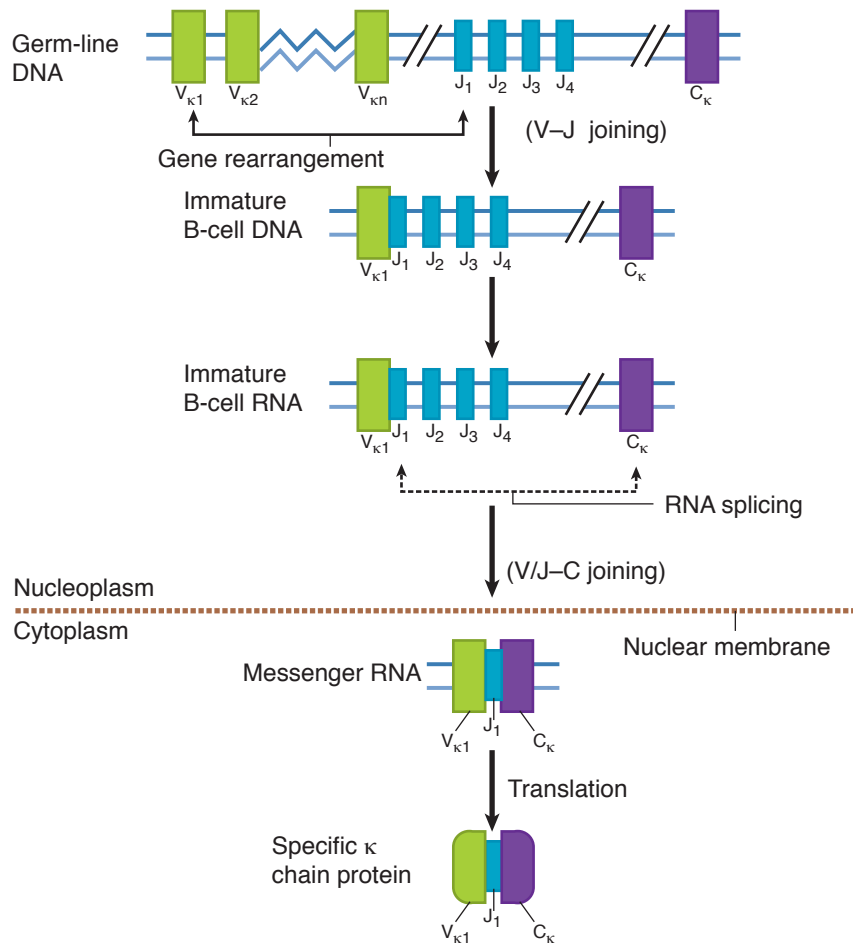 Germ-line
DNA
Vκ1 Vκ2 Vκn J1 J2 J3 J4 Cκ
(V–J joining)
Gene rearrangement
Immature
B-cell DNA
Vκ1 J1 J2 J3 J4 Cκ
Immature
B-cell RNA
Vκ1 J1 J2 J3 J4 Cκ
RNA splicing
(V/J–C joining)
Nucleoplasm
Cytoplasm
Nuclear membrane
Messenger RNA
Vκ1 J1 Cκ
Translation
Specific κ
chain protein
Vκ1 J1 Cκ